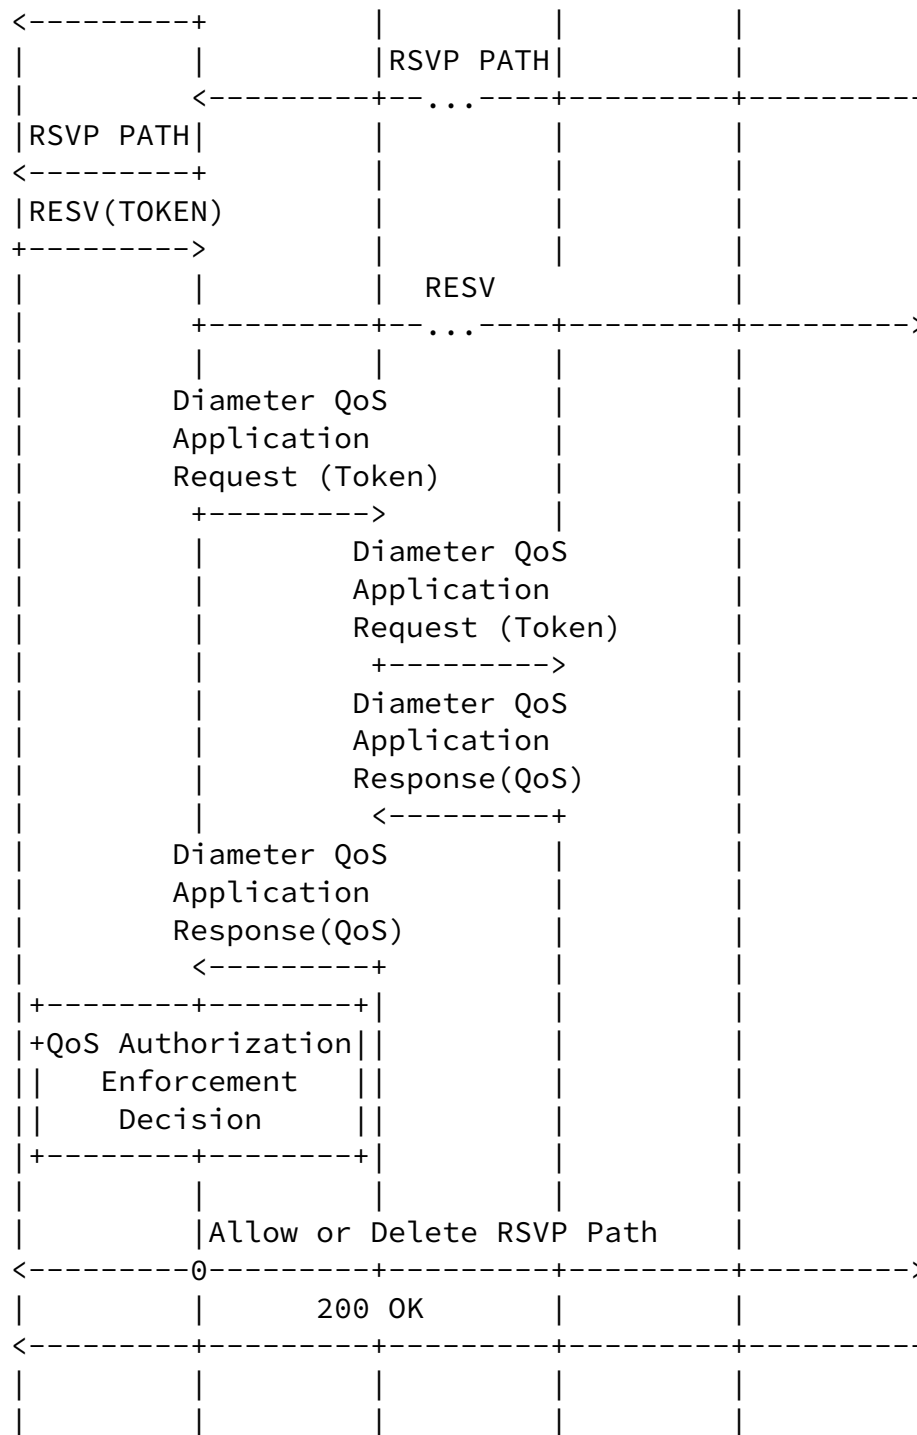 RSVP PATH
RSVP PATH
RESV(TOKEN)
RESV
Diameter QoS
Application
Request (Token)
Diameter QoS
Application
Request (Token)
Diameter QoS
Application
Response(QoS)
Diameter QoS
Application
Response(QoS)
QoS Authorization
Enforcement
Decision
Allow or Delete RSVP Path
200 OK